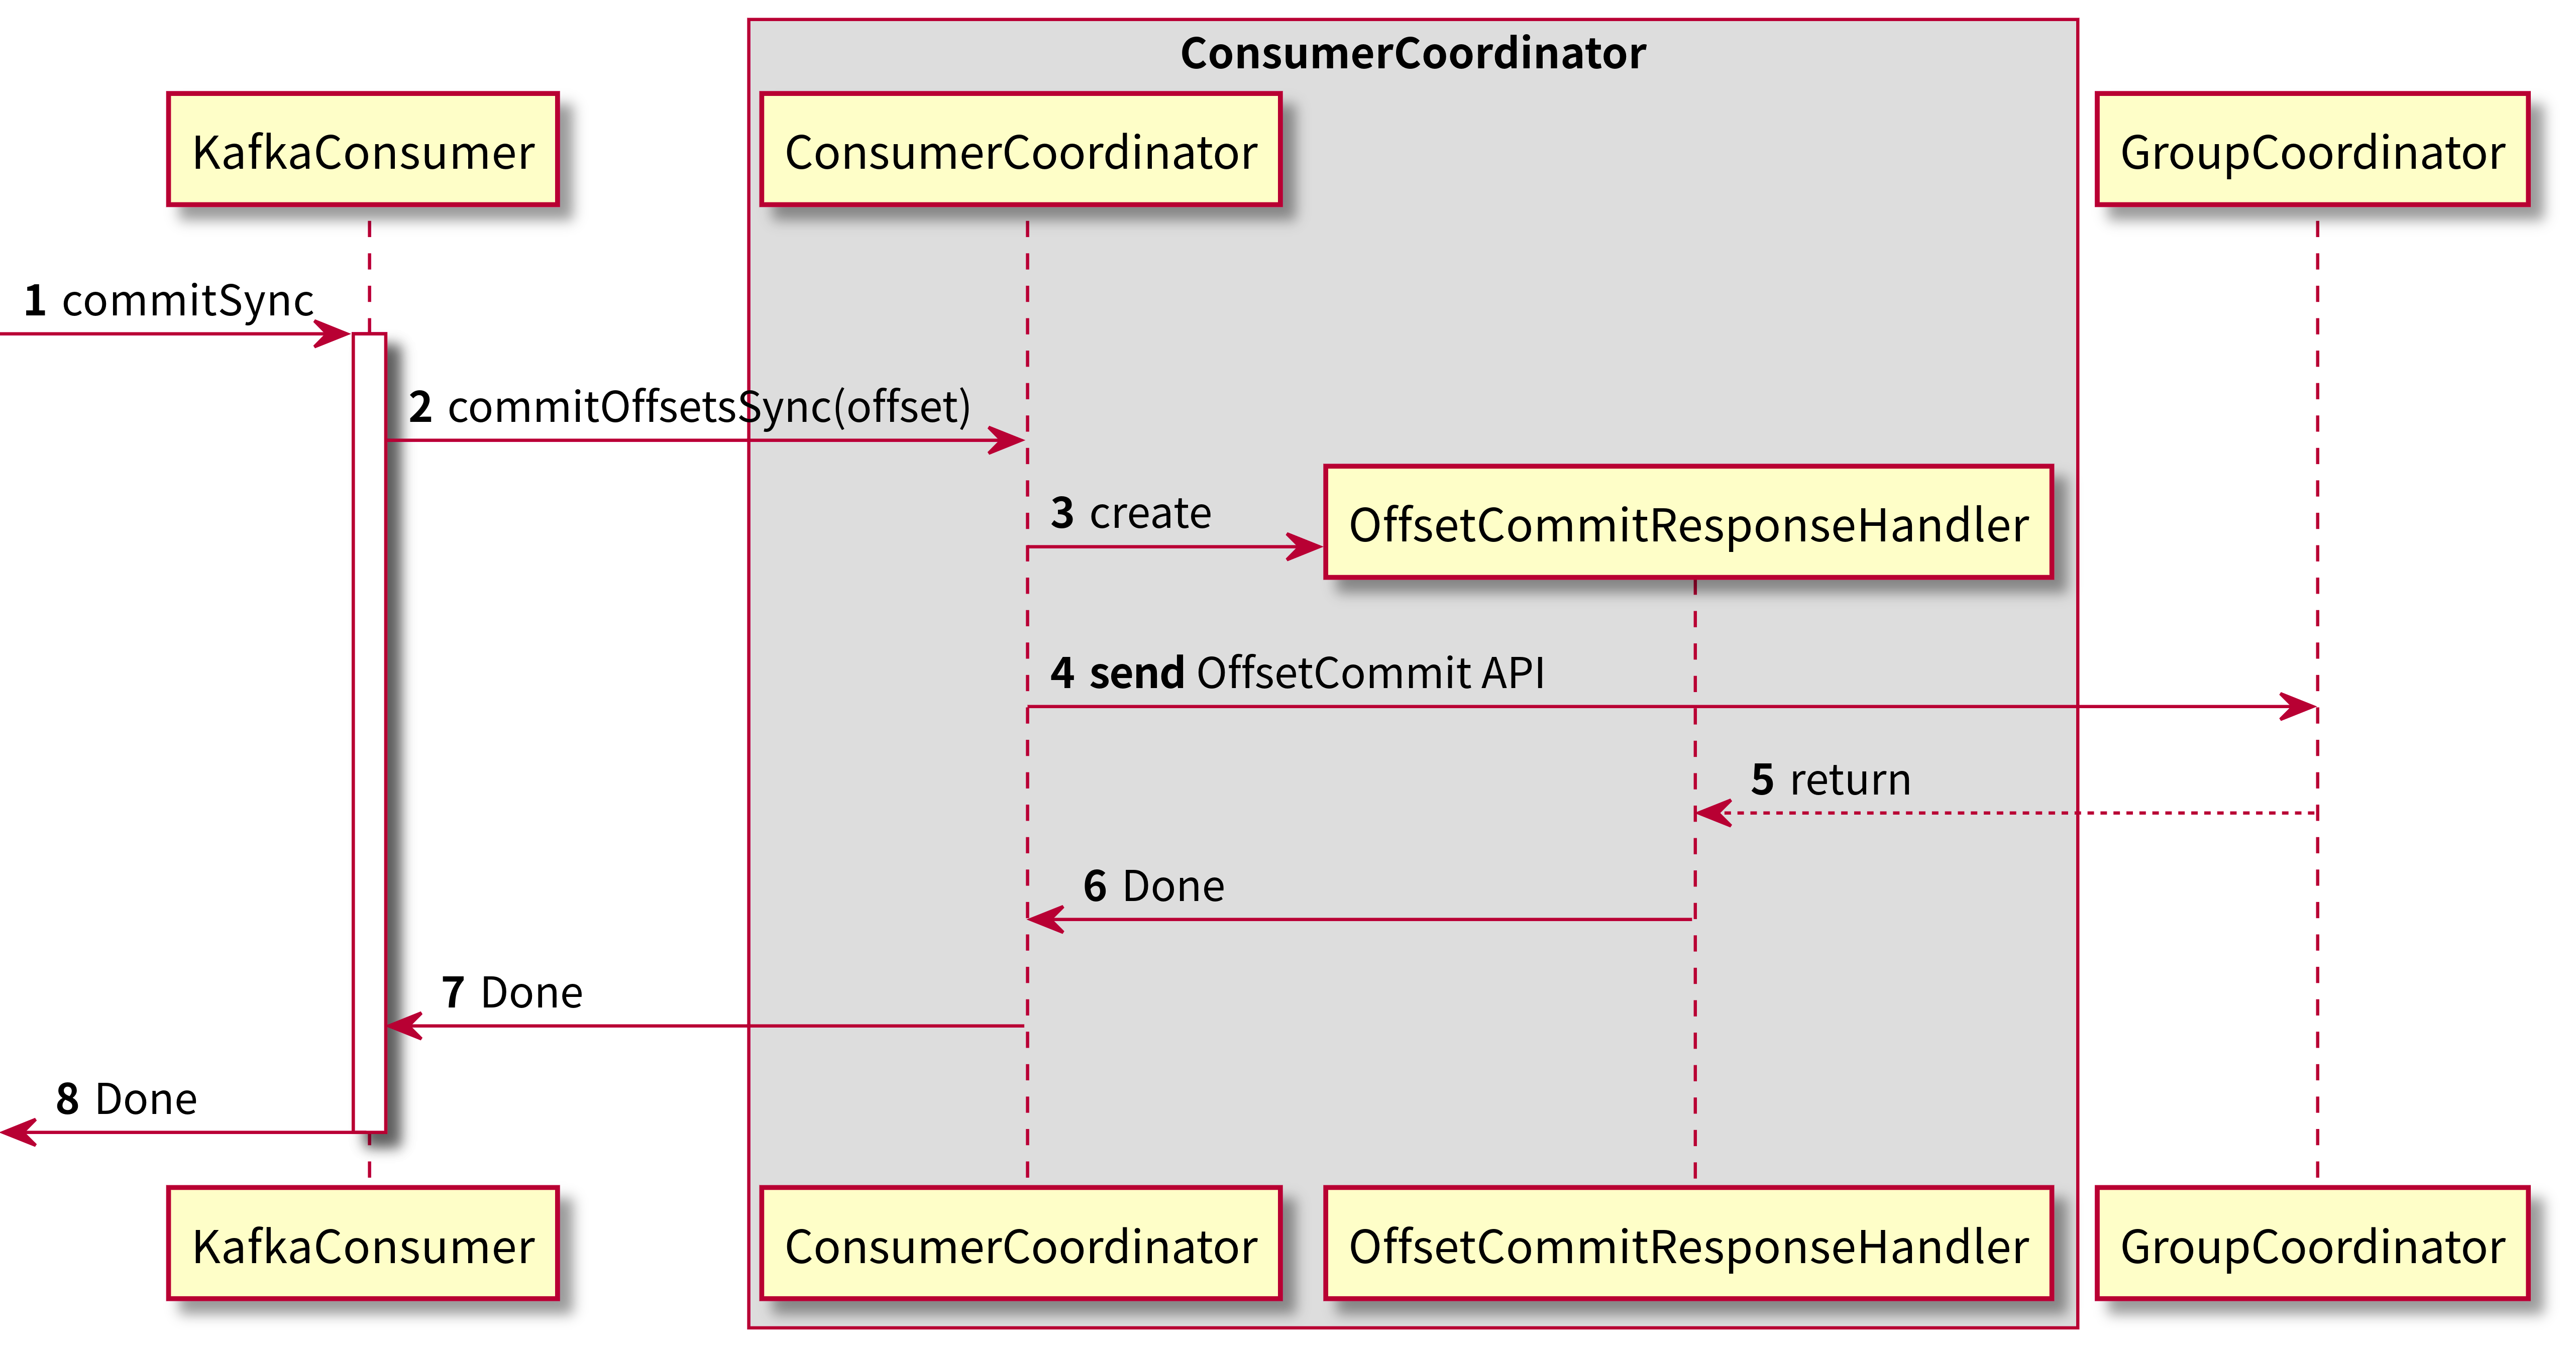 ConsumerCoordinator
KafkaConsumer
ConsumerCoordinator
GroupCoordinator
1 commitSync
2 commitOffsetsSync(offset)
3 create
OffsetCommitResponseHandler
4 send OffsetCommit API
5 return
6 Done
7 Done
8 Done
KafkaConsumer
ConsumerCoordinator
OffsetCommitResponseHandler
GroupCoordinator